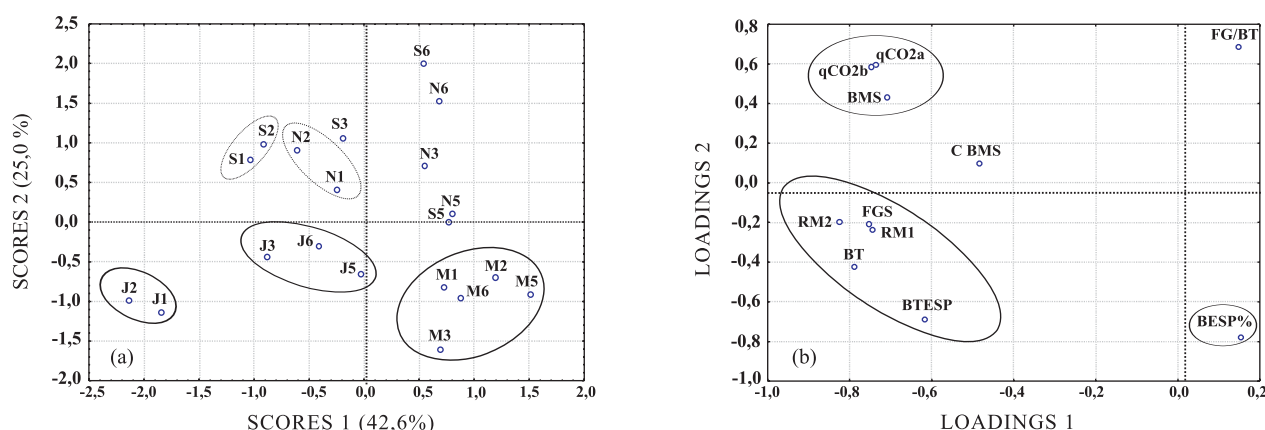 SCORES 2 (25,0 %)
2,5
2,0
1,5
1,0
0,5
0,0
-0,5
-1,0
-1,5
-2,0
S6
N6
S3
S2
N2
S1
N3
N1
N5
S5
J3
J6
J5
J2
J1
M1
M2
M6
M5
M3
(a)
-2,5 -2,0 -1,5 -1,0 -0,5 0,0 0,5 1,0 1,5 2,0
SCORES 1 (42,6%)
LOADINGS 2
0,8
0,6
0,4
0,2
0,0
-0,2
-0,4
-0,6
-0,8
-1,0
FG/BT
qCO2a
qCO2b
BMS
C BMS
FGS
RM2
RM1
BT
BTESP
BESP%
(b)
-1,0 -0,8 -0,6 -0,4 -0,2 0,0 0,2
LOADINGS 1